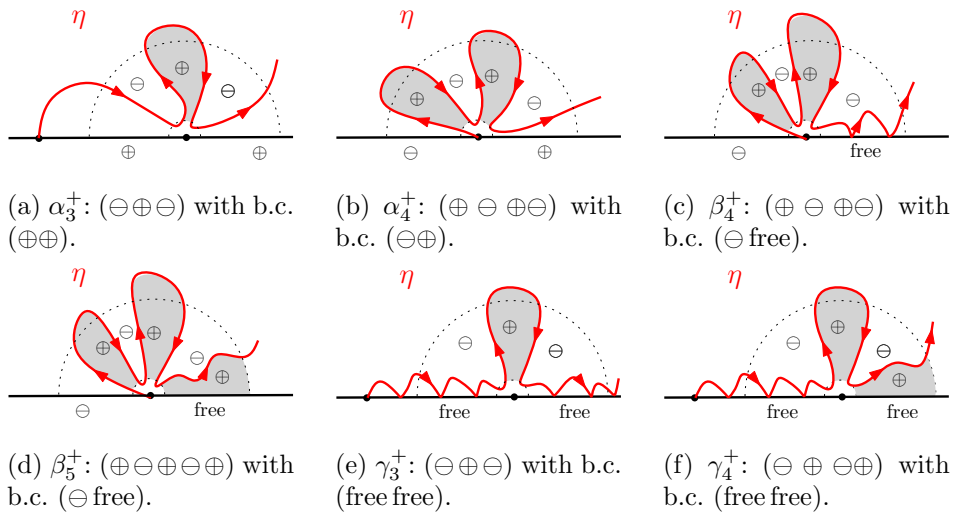 η η η
⊖ ⊕ ⊖ ⊕ ⊕
⊕ ⊖ ⊕ ⊖ ⊖ ⊕
⊕ ⊖ ⊕ ⊖ ⊖ free
(a) α₃⁺: (⊖⊕⊖) with b.c.
(⊕⊕).
(b) α₄⁺: (⊕ ⊖ ⊕⊖) with
b.c. (⊖⊕).
(c) β₄⁺: (⊕ ⊖ ⊕⊖) with
b.c. (⊖ free).
η η η
⊕ ⊖ ⊕ ⊖ ⊕ ⊖ free
⊖ ⊕ ⊖ free free
⊖ ⊕ ⊖ ⊕ free free
(d) β₅⁺: (⊕⊖⊕⊖⊕) with
b.c. (⊖ free).
(e) γ₃⁺: (⊖⊕⊖) with b.c.
(free free).
(f) γ₄⁺: (⊖ ⊕ ⊖⊕) with
b.c. (free free).